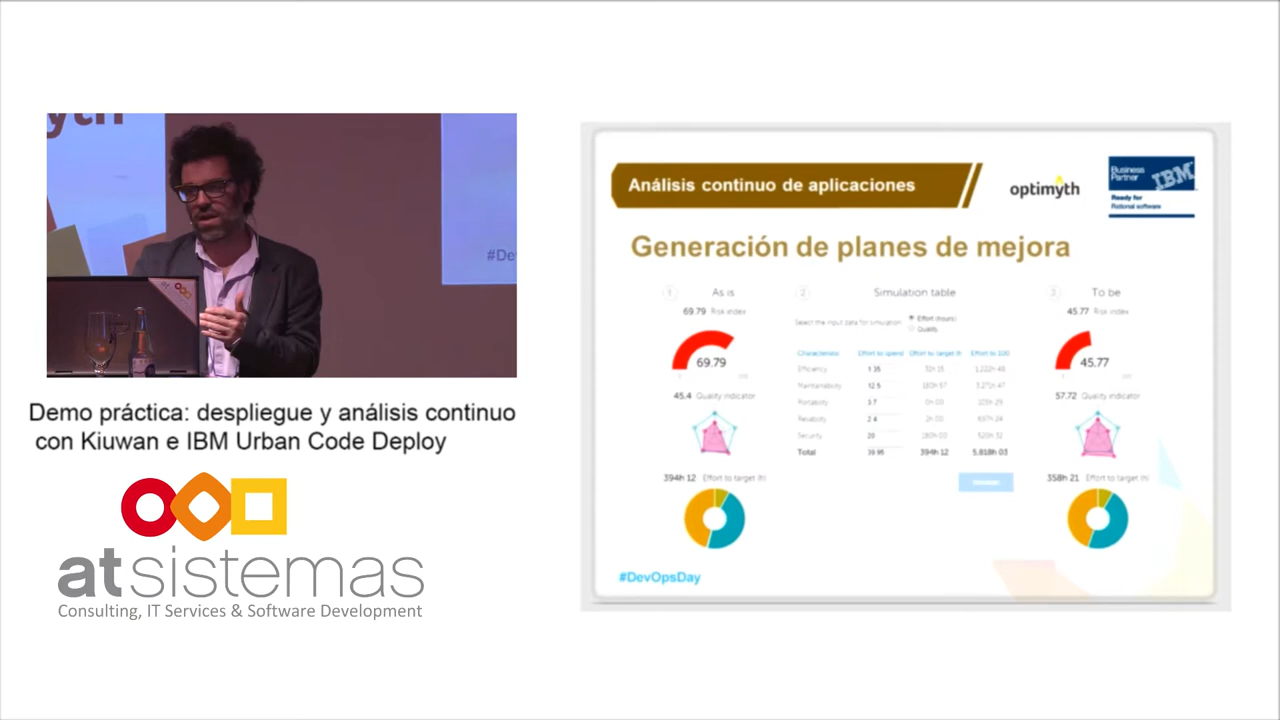 #De
Demo práctica: despliegue y análisis continuo
con Kiuwan e IBM Urban Code Deploy
atsistemas
Consulting, IT Services & Software Development
Análisis continuo de aplicaciones
optimyth
Business
Partner
IBM
Ready for
Rational software
Generación de planes de mejora
1 As is
69.79 Risk index
69.79
45.4 Quality indicator
394h 12 Effort to target (h)
2 Simulation table
Select the input data for simulation
Effort (hours)
Quality
Characteristic Effort to spend Effort to target (h) Effort to 100
Efficiency 1.35
Maintainability 12.5
Portability 3.7
Reliability 2.4
Security 20
Total 39.95 394h 12 5,818h 03
3 To be
45.77 Risk index
45.77
57.72 Quality indicator
358h 21 Effort to target (h)
#DevOpsDay